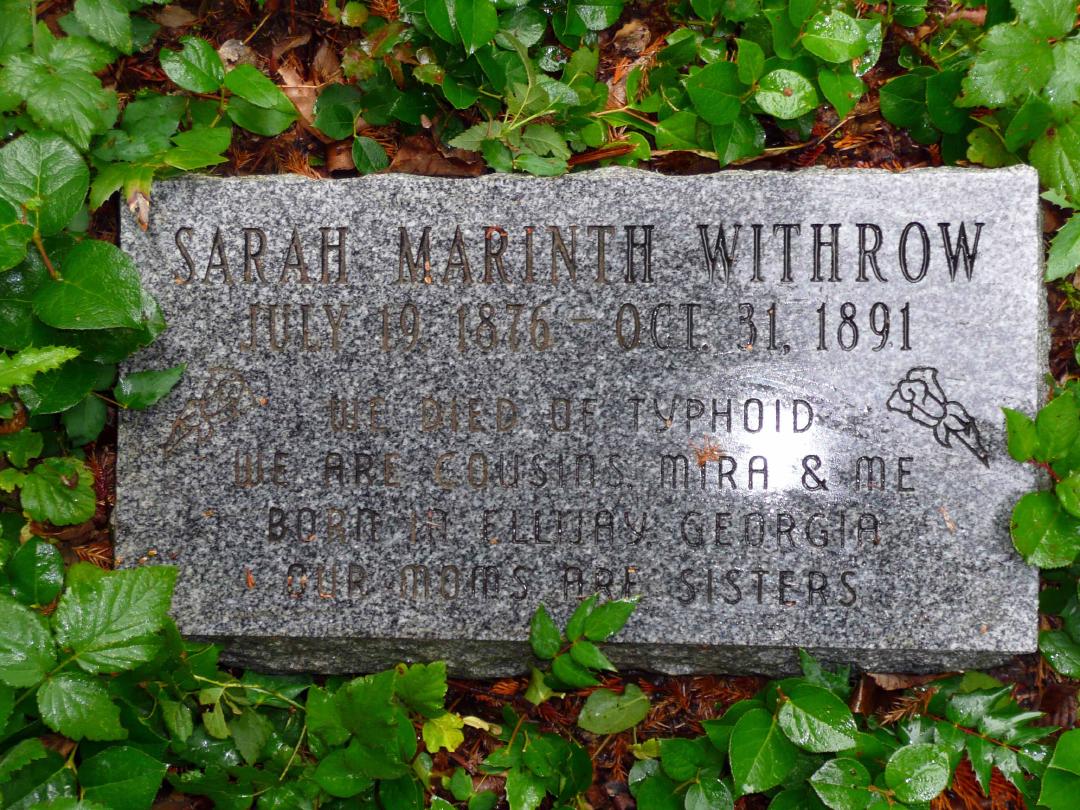 SARAH MARINTH WITHROW
JULY 19, 1876 – OCT. 31, 1891
WE DIED OF TYPHOID
WE ARE COUSINS MIRA & ME
BORN IN ELLIJAY GEORGIA
OUR MOMS ARE SISTERS